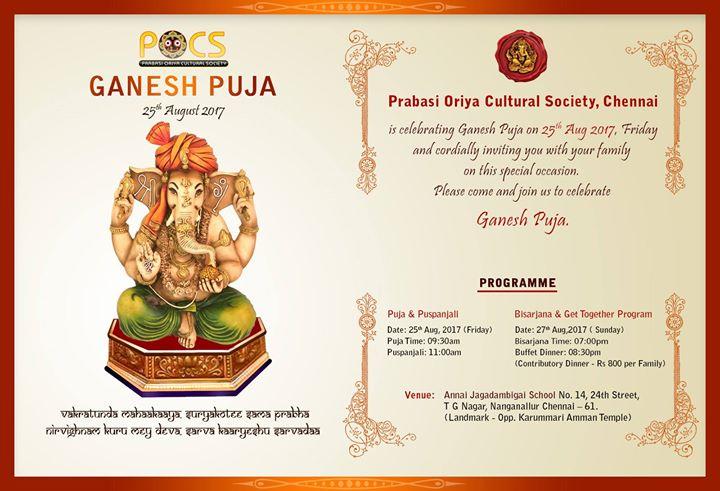 POCS
PRABASI ORIYA CULTURAL SOCIETY
GANESH PUJA
25th August 2017
vakratunda mahaakaaya, suryakotee sama prabha
nirvighnam kuru mey deva, sarva kaaryeshu sarvadaa
Prabasi Oriya Cultural Society, Chennai
is celebrating Ganesh Puja on 25th Aug 2017, Friday
and cordially inviting you with your family
on this special occasion.
Please come and join us to celebrate
Ganesh Puja.
PROGRAMME
Puja & Puspanjali
Date: 25th Aug, 2017 (Friday)
Puja Time: 09:30am
Puspanjali: 11:00am
Bisarjana & Get Together Program
Date: 27th Aug,2017 ( Sunday)
Bisarjana Time: 07:00pm
Buffet Dinner: 08:30pm
(Contributory Dinner - Rs 800 per Family)
Venue: Annai Jagadambigai School No. 14, 24th Street,
T G Nagar, Nanganallur Chennai – 61.
(Landmark - Opp. Karummari Amman Temple)